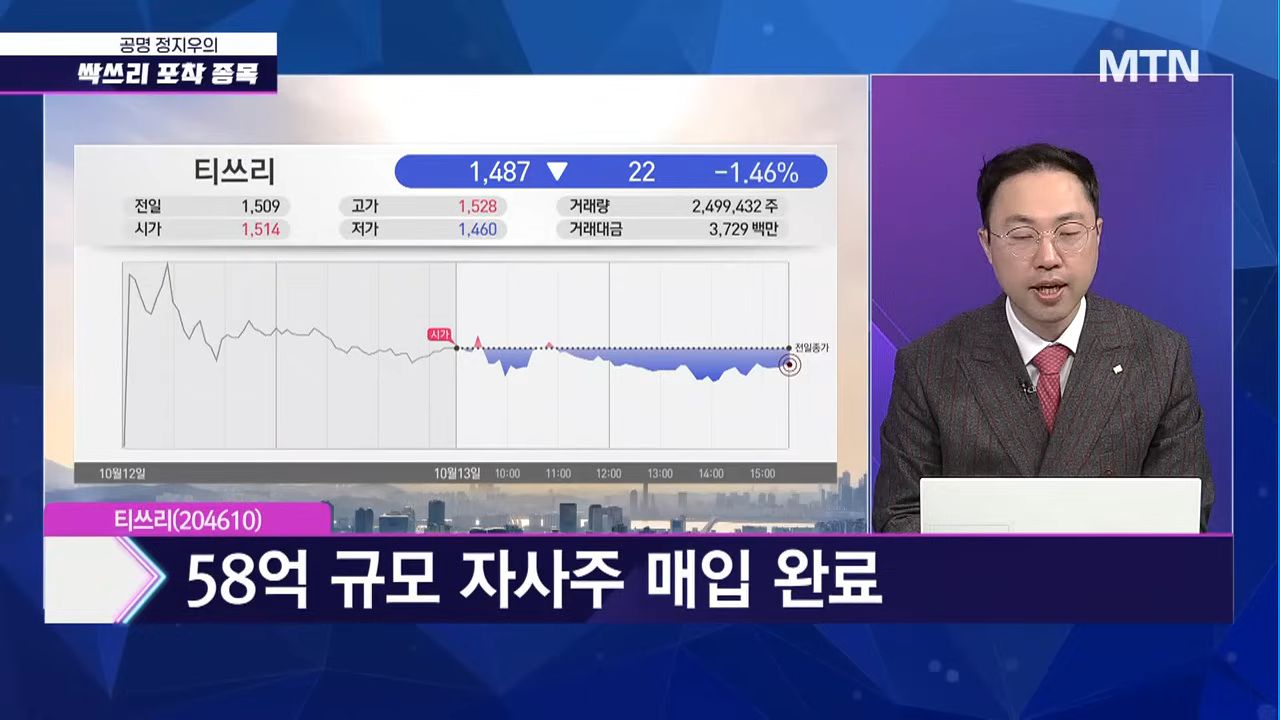 공명 정지우의
싹쓰리 포착 종목
MTN
티쓰리 1,487 ▼ 22 -1.46%
전일 1,509 고가 1,528 거래량 2,499,432 주
시가 1,514 저가 1,460 거래대금 3,729 백만
시가
전일종가
10월12일 10월13일 10:00 11:00 12:00 13:00 14:00 15:00
티쓰리(204610)
58억 규모 자사주 매입 완료